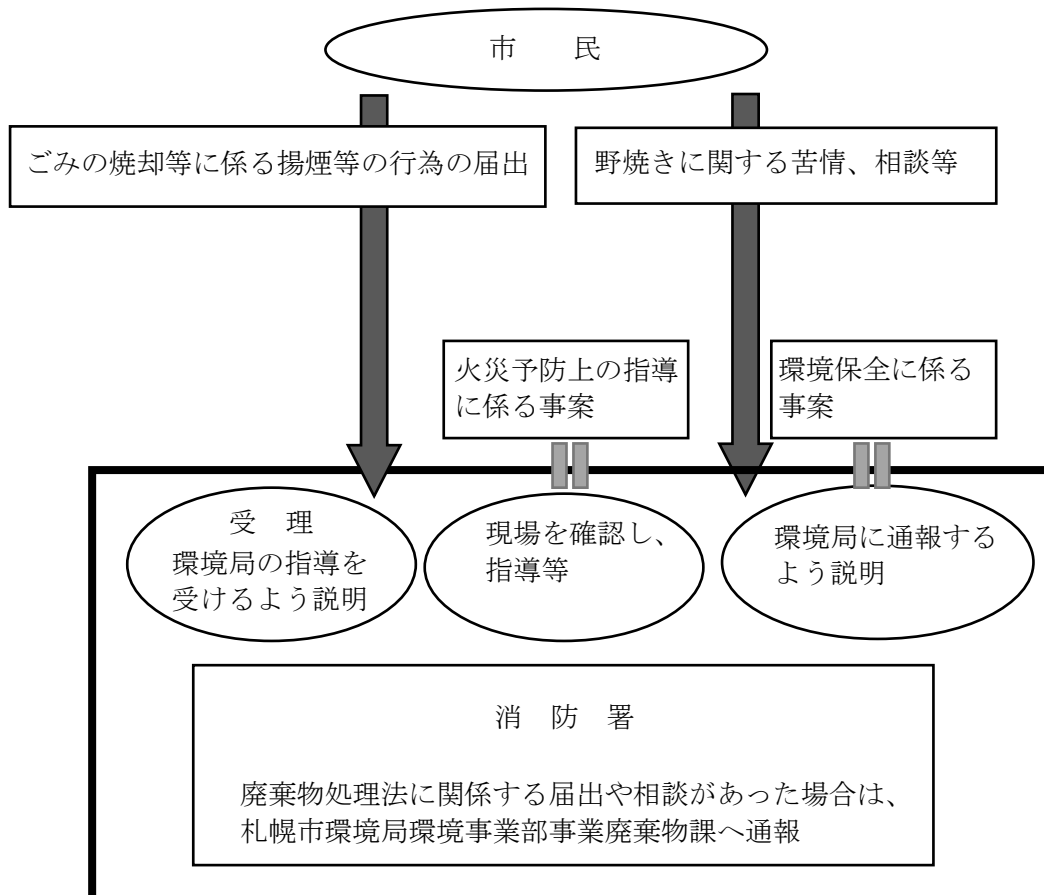 市　　民
ごみの焼却等に係る揚煙等の行為の届出
野焼きに関する苦情、相談等
火災予防上の指導
に係る事案
環境保全に係る
事案
受　理
環境局の指導を
受けるよう説明
現場を確認し、
指導等
環境局に通報する
よう説明
消　防　署
廃棄物処理法に関係する届出や相談があった場合は、
札幌市環境局環境事業部事業廃棄物課へ通報